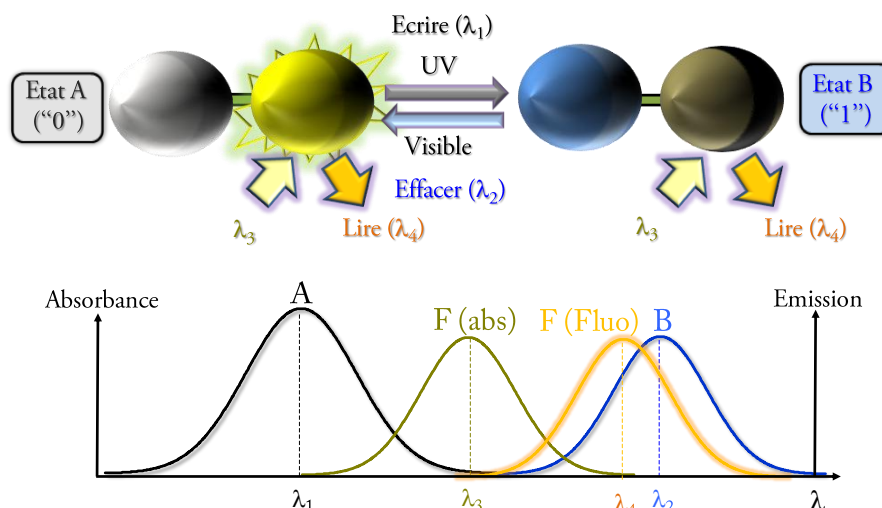 Ecrire (λ1)
UV
Etat A
("0")
Etat B
("1")
Visible
Effacer (λ2)
λ3
Lire (λ4)
λ3
Lire (λ4)
Absorbance
A
F (abs)
F (Fluo)
B
Emission
λ1
λ3
λ4
λ2
λ